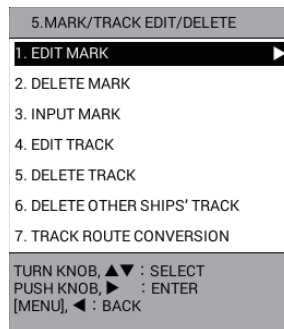 5.MARK/TRACK EDIT/DELETE
1. EDIT MARK ▶
2. DELETE MARK
3. INPUT MARK
4. EDIT TRACK
5. DELETE TRACK
6. DELETE OTHER SHIPS' TRACK
7. TRACK ROUTE CONVERSION
TURN KNOB, ▲▼ : SELECT
PUSH KNOB, ▶ : ENTER
[MENU], ◀ : BACK